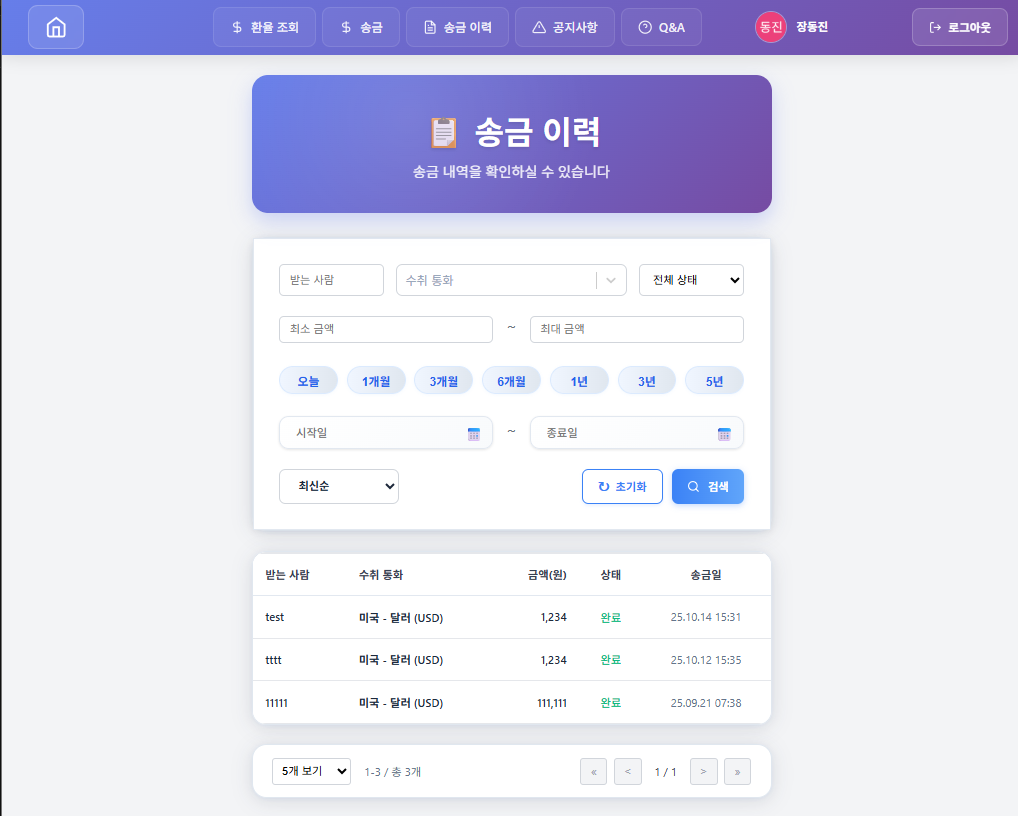 환율 조회 송금 송금 이력 공지사항 Q&A 동진 장동진 로그아웃
송금 이력
송금 내역을 확인하실 수 있습니다
받는 사람 수취 통화 전체 상태
최소 금액 ~ 최대 금액
오늘 1개월 3개월 6개월 1년 3년 5년
시작일 ~ 종료일
최신순 ↻ 초기화 검색
받는 사람 수취 통화 금액(원) 상태 송금일
test 미국 - 달러 (USD) 1,234 완료 25.10.14 15:31
tttt 미국 - 달러 (USD) 1,234 완료 25.10.12 15:35
11111 미국 - 달러 (USD) 111,111 완료 25.09.21 07:38
5개 보기 1-3 / 총 3개 « < 1 / 1 > »